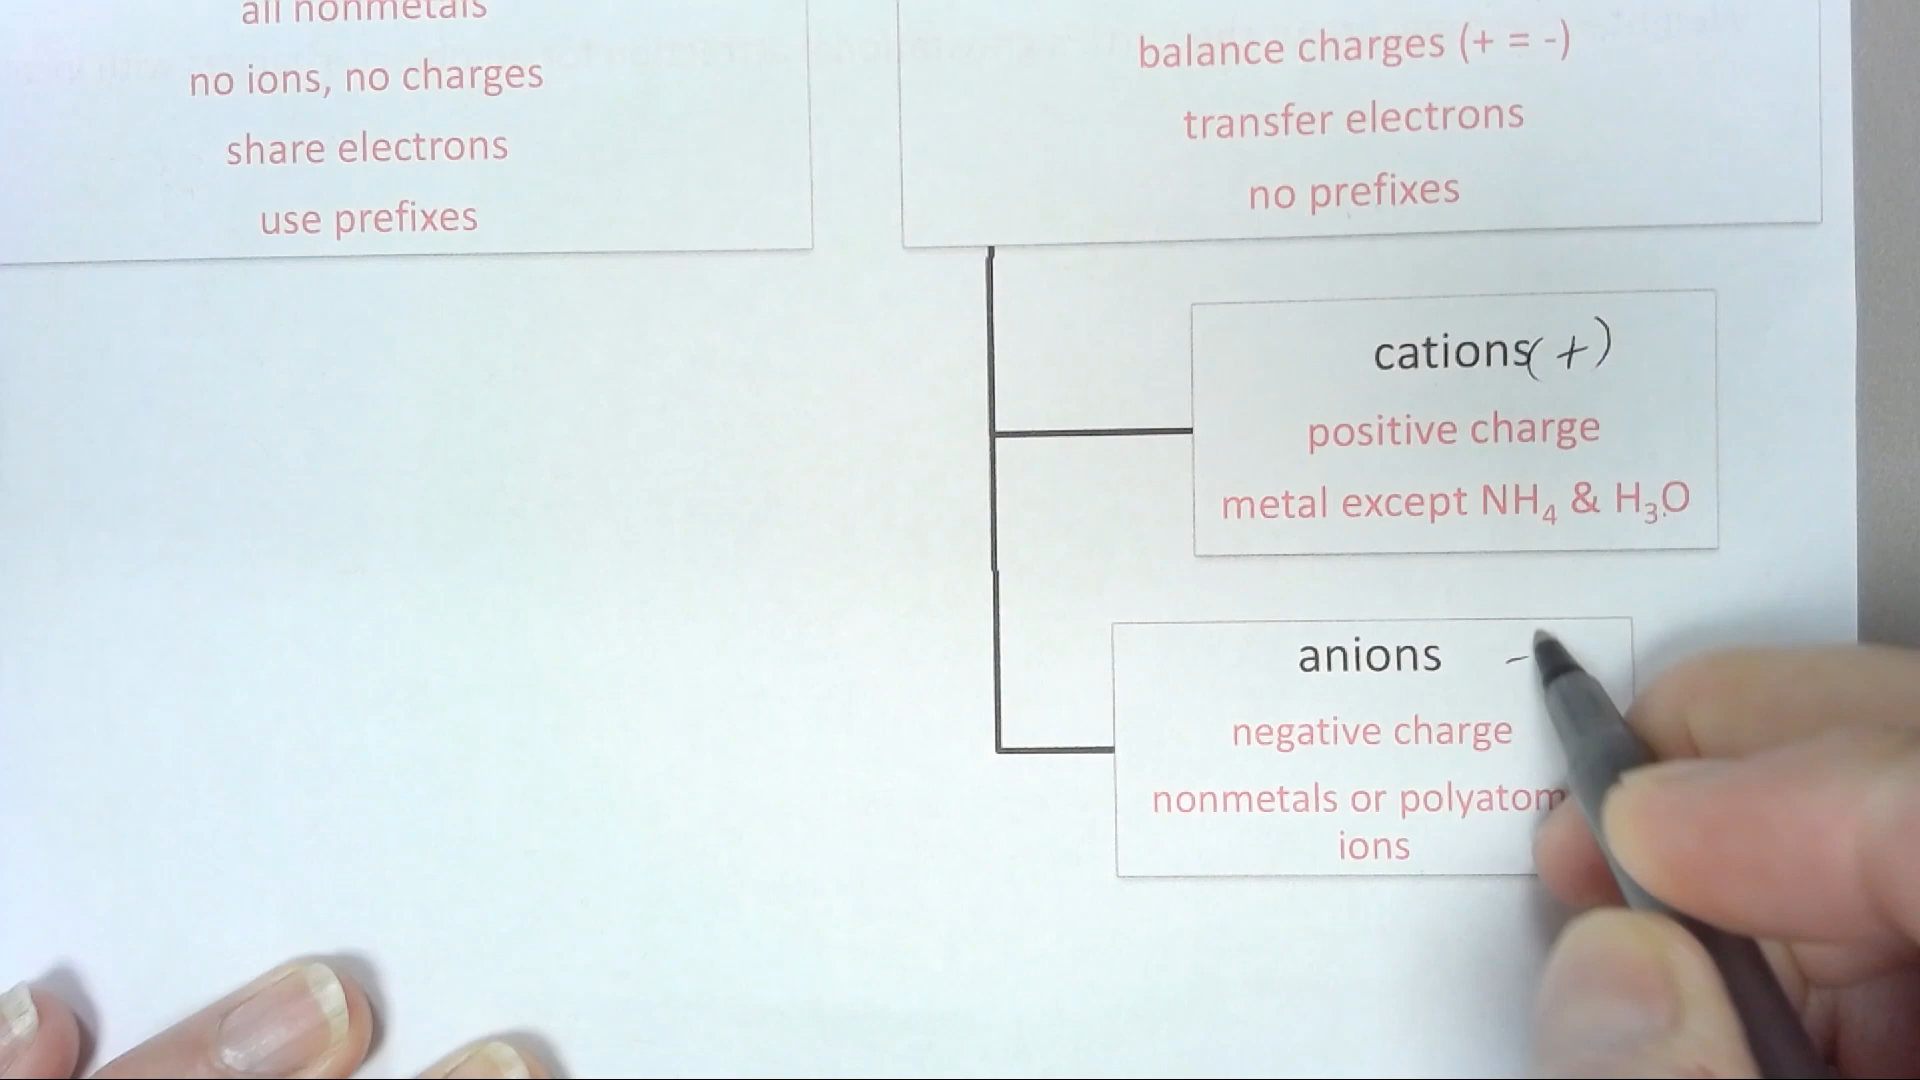 all nonmetals
no ions, no charges
share electrons
use prefixes
balance charges (+ = -)
transfer electrons
no prefixes
cations (+)
positive charge
metal except NH₄ & H₃O
anions -
negative charge
nonmetals or polyatom
ions